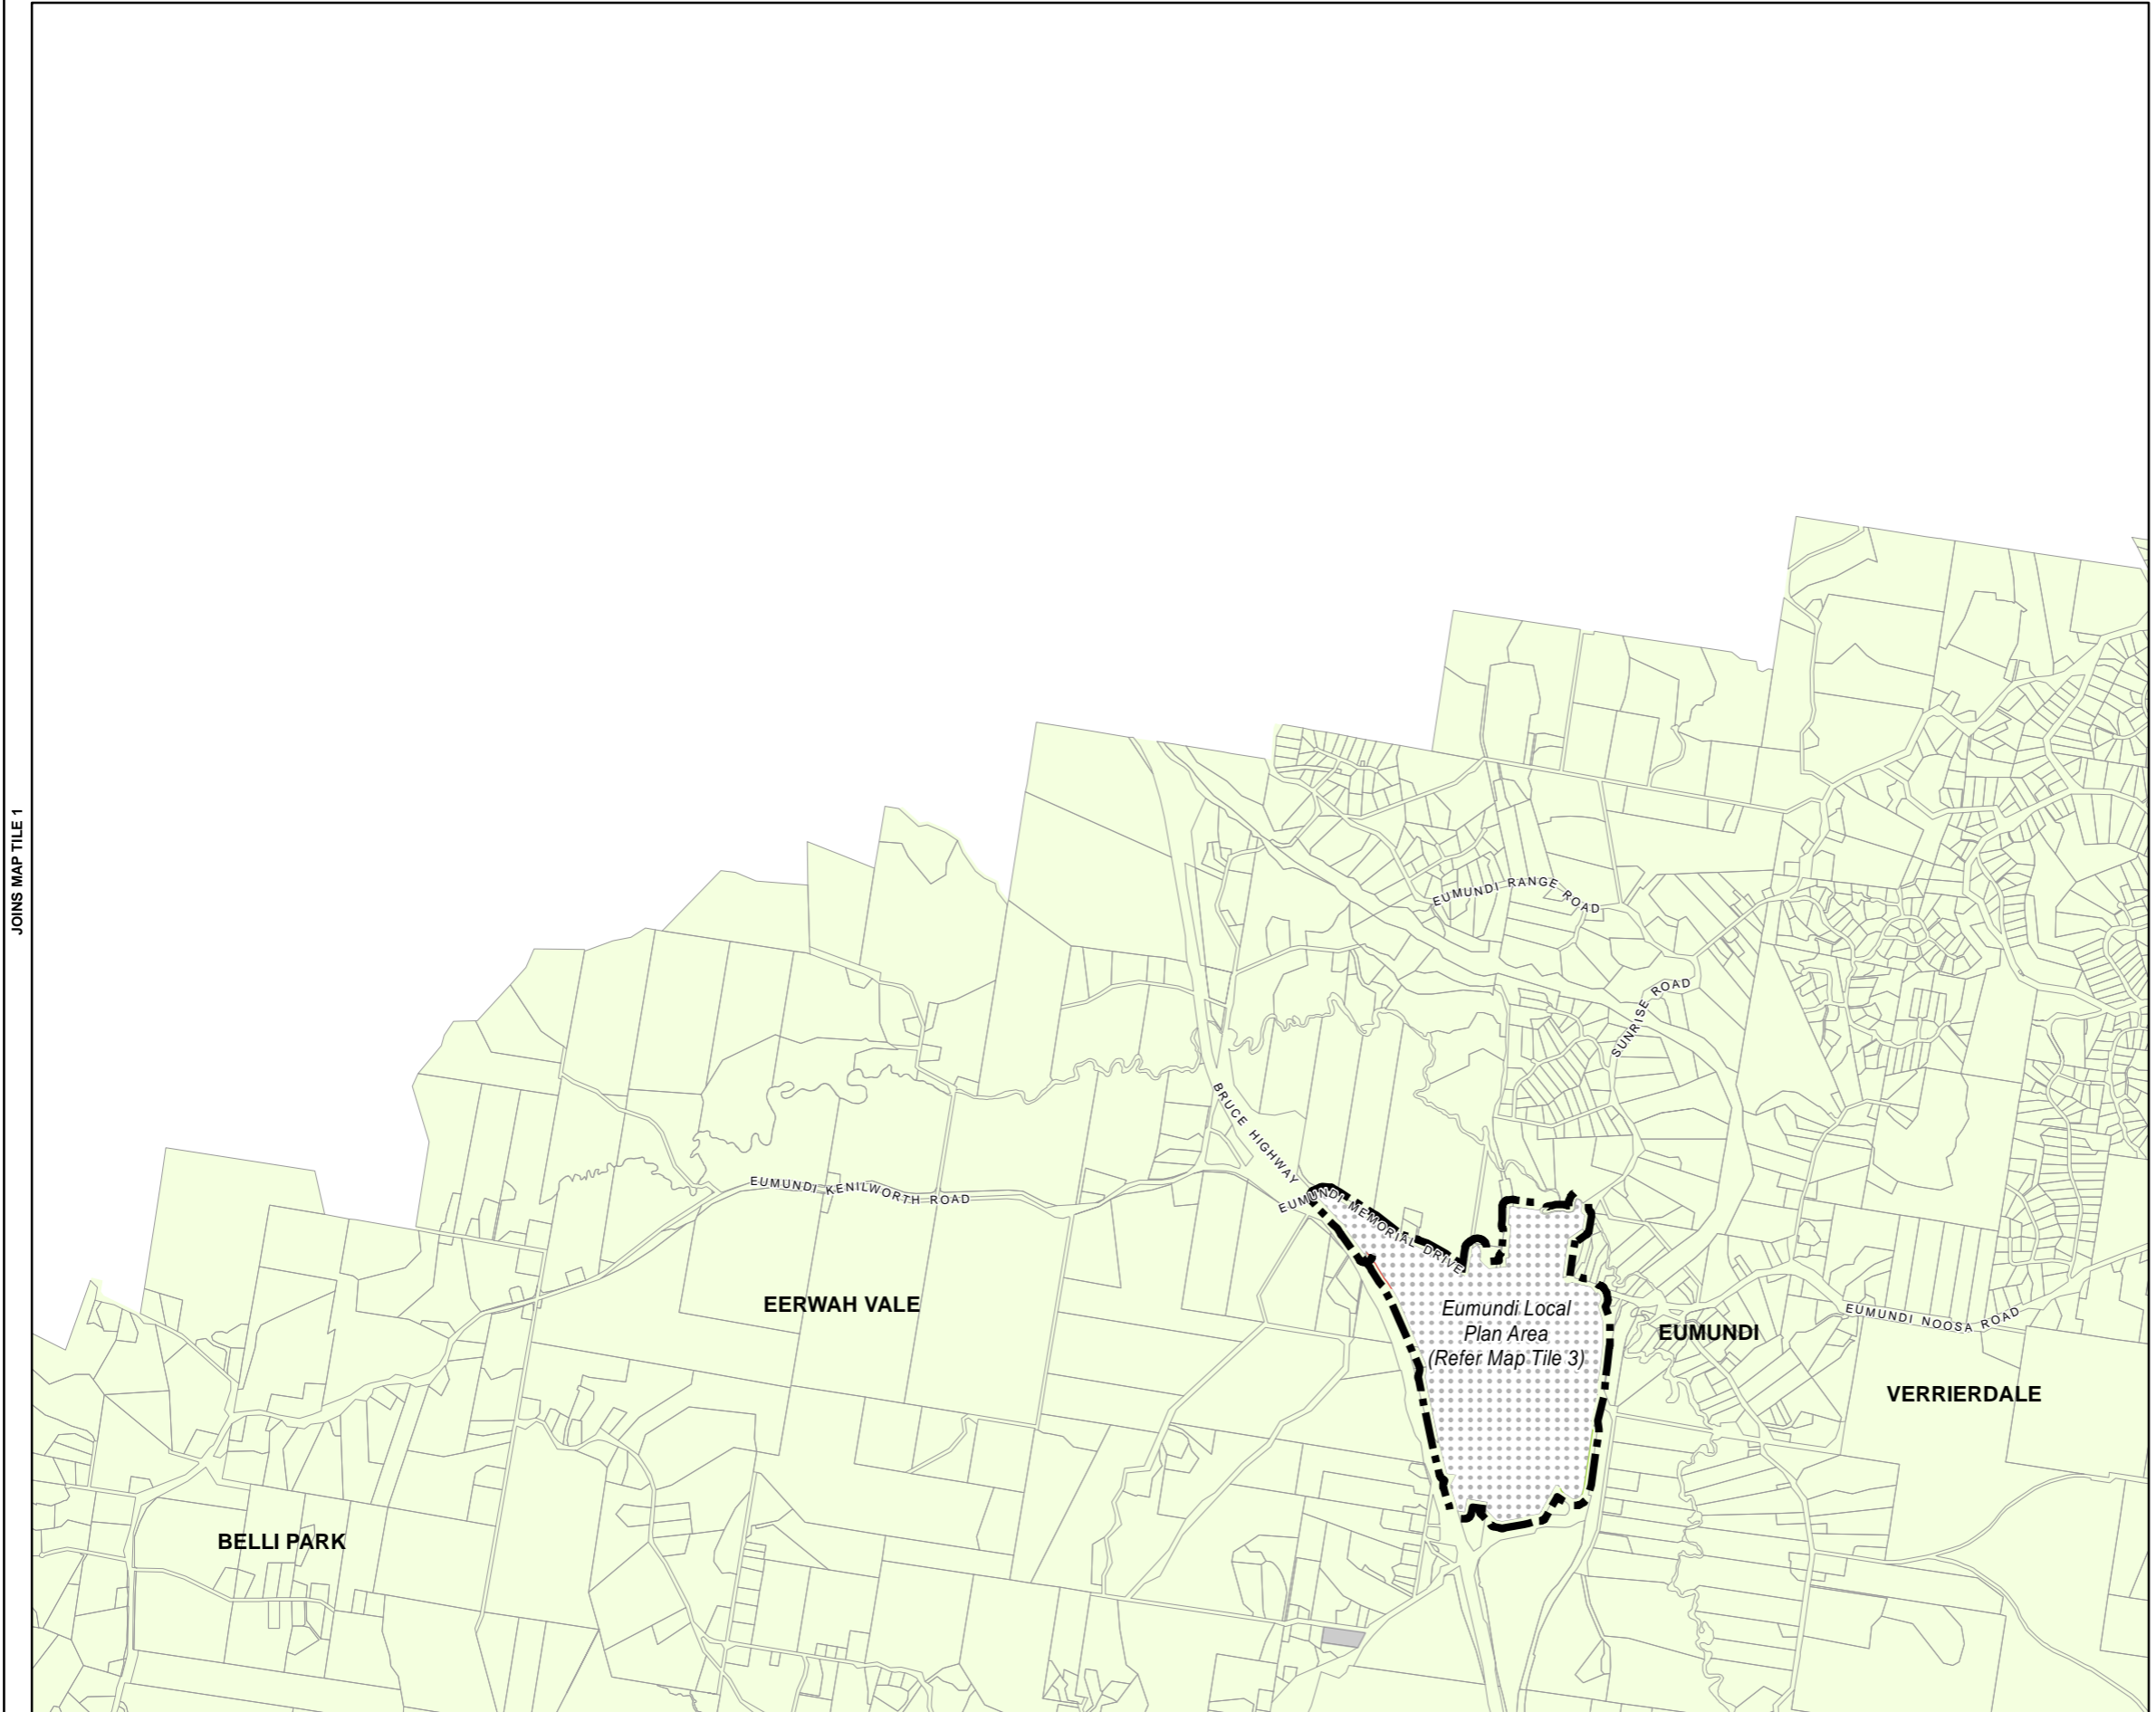 JOINS MAP TILE 1
EUMUNDI RANGE ROAD
SUNRISE ROAD
BRUCE HIGHWAY
EUMUNDI KENILWORTH ROAD
EUMUNDI MEMORIAL DRIVE
EERWAH VALE
Eumundi Local
Plan Area
(Refer Map Tile 3)
EUMUNDI
EUMUNDI NOOSA ROAD
VERRIERDALE
BELLI PARK